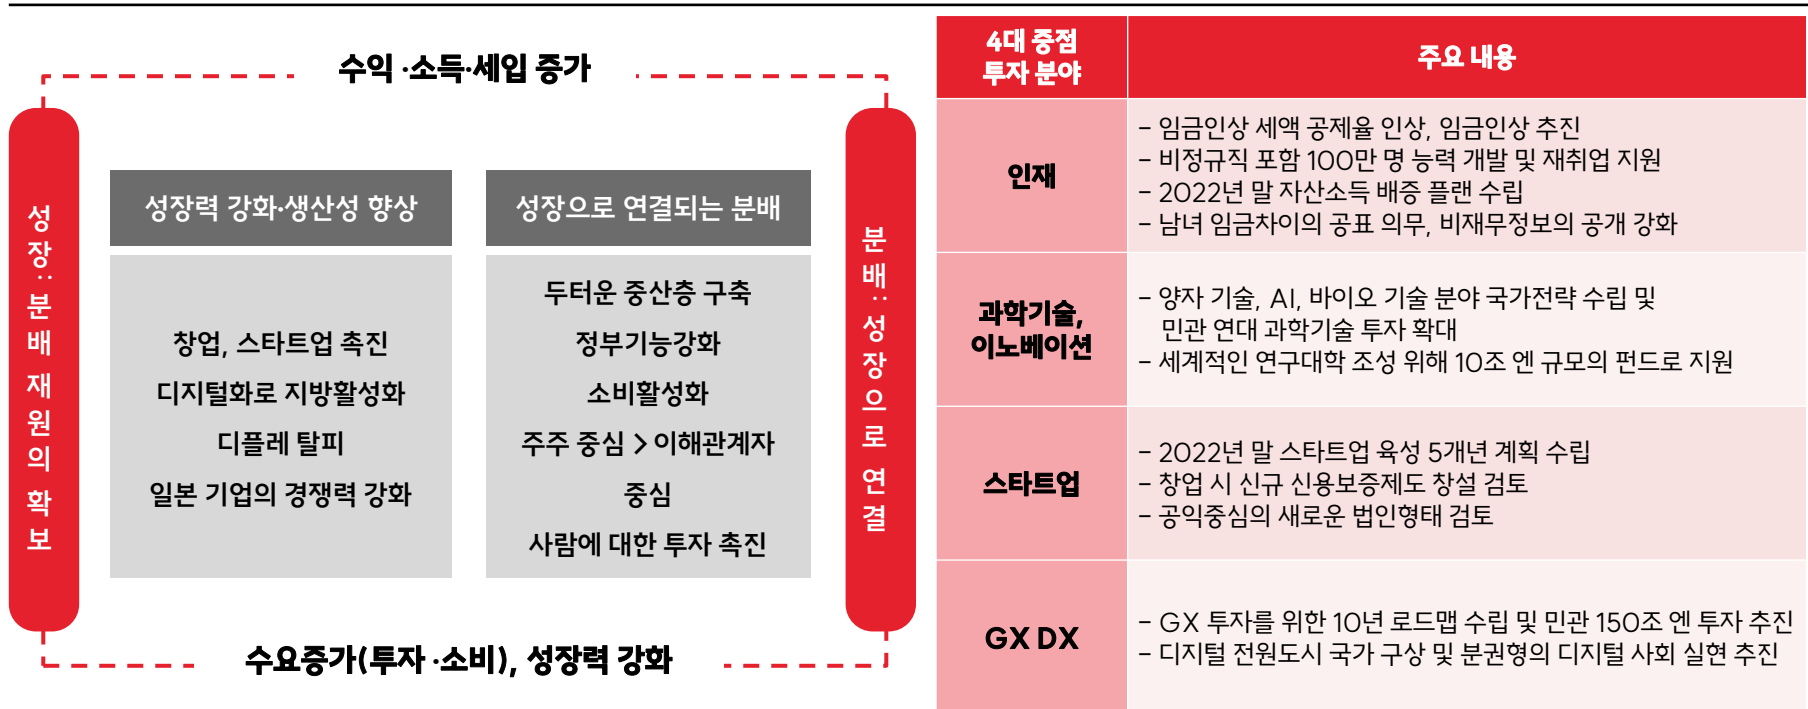 수익 ·소득·세입 증가
성장: 분배 재원의 확보
성장력 강화·생산성 향상
창업, 스타트업 촉진
디지털화로 지방활성화
디플레 탈피
일본 기업의 경쟁력 강화
성장으로 연결되는 분배
두터운 중산층 구축
정부기능강화
소비활성화
주주 중심 > 이해관계자
중심
사람에 대한 투자 촉진
분배: 성장으로 연결
수요증가(투자 ·소비), 성장력 강화
4대 중점
투자 분야
주요 내용
인재
- 임금인상 세액 공제율 인상, 임금인상 추진
- 비정규직 포함 100만 명 능력 개발 및 재취업 지원
- 2022년 말 자산소득 배증 플랜 수립
- 남녀 임금차이의 공표 의무, 비재무정보의 공개 강화
과학기술,
이노베이션
- 양자 기술, AI, 바이오 기술 분야 국가전략 수립 및
민관 연대 과학기술 투자 확대
- 세계적인 연구대학 조성 위해 10조 엔 규모의 펀드로 지원
스타트업
- 2022년 말 스타트업 육성 5개년 계획 수립
- 창업 시 신규 신용보증제도 창설 검토
- 공익중심의 새로운 법인형태 검토
GX DX
- GX 투자를 위한 10년 로드맵 수립 및 민관 150조 엔 투자 추진
- 디지털 전원도시 국가 구상 및 분권형의 디지털 사회 실현 추진